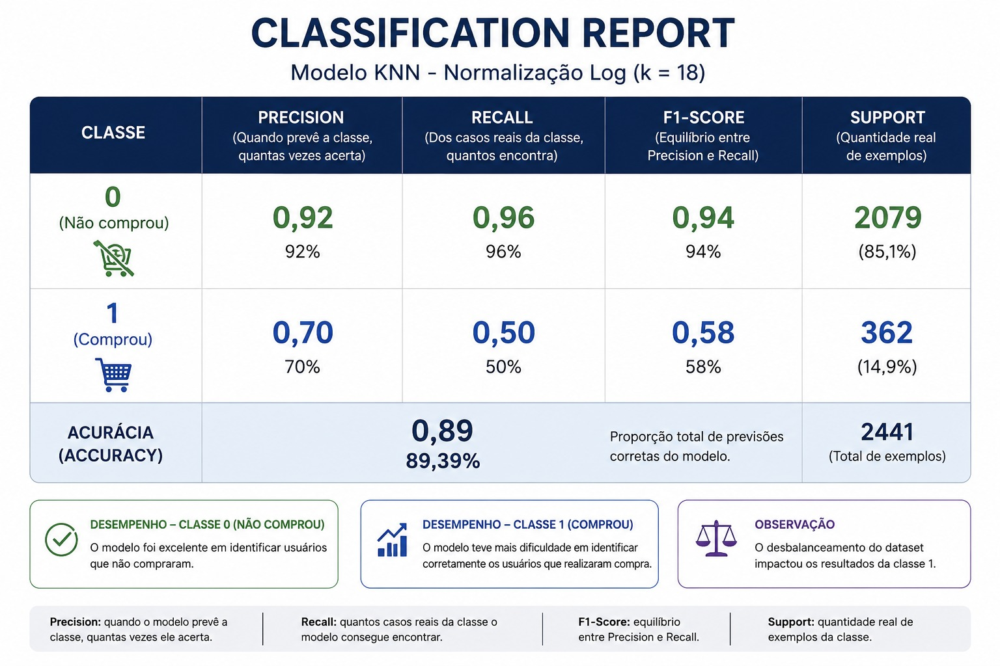 CLASSIFICATION REPORT
Modelo KNN - Normalização Log (k = 18)
CLASSE
PRECISION
(Quando prevê a classe,
quantas vezes acerta)
RECALL
(Dos casos reais da classe,
quantos encontra)
F1-SCORE
(Equilíbrio entre
Precision e Recall)
SUPPORT
(Quantidade real
de exemplos)
0
(Não comprou)
0,92
92%
0,96
96%
0,94
94%
2079
(85,1%)
1
(Comprou)
0,70
70%
0,50
50%
0,58
58%
362
(14,9%)
ACURÁCIA
(ACCURACY)
0,89
89,39%
Proporção total de previsões
corretas do modelo.
2441
(Total de exemplos)
DESEMPENHO – CLASSE 0 (NÃO COMPROU)
O modelo foi excelente em identificar usuários
que não compraram.
DESEMPENHO – CLASSE 1 (COMPROU)
O modelo teve mais dificuldade em identificar
corretamente os usuários que realizaram compra.
OBSERVAÇÃO
O desbalanceamento do dataset
impactou os resultados da classe 1.
Precision: quando o modelo prevê a
classe, quantas vezes ele acerta.
Recall: quantos casos reais da classe o
modelo consegue encontrar.
F1-Score: equilíbrio
entre Precision e Recall.
Support: quantidade real de
exemplos da classe.